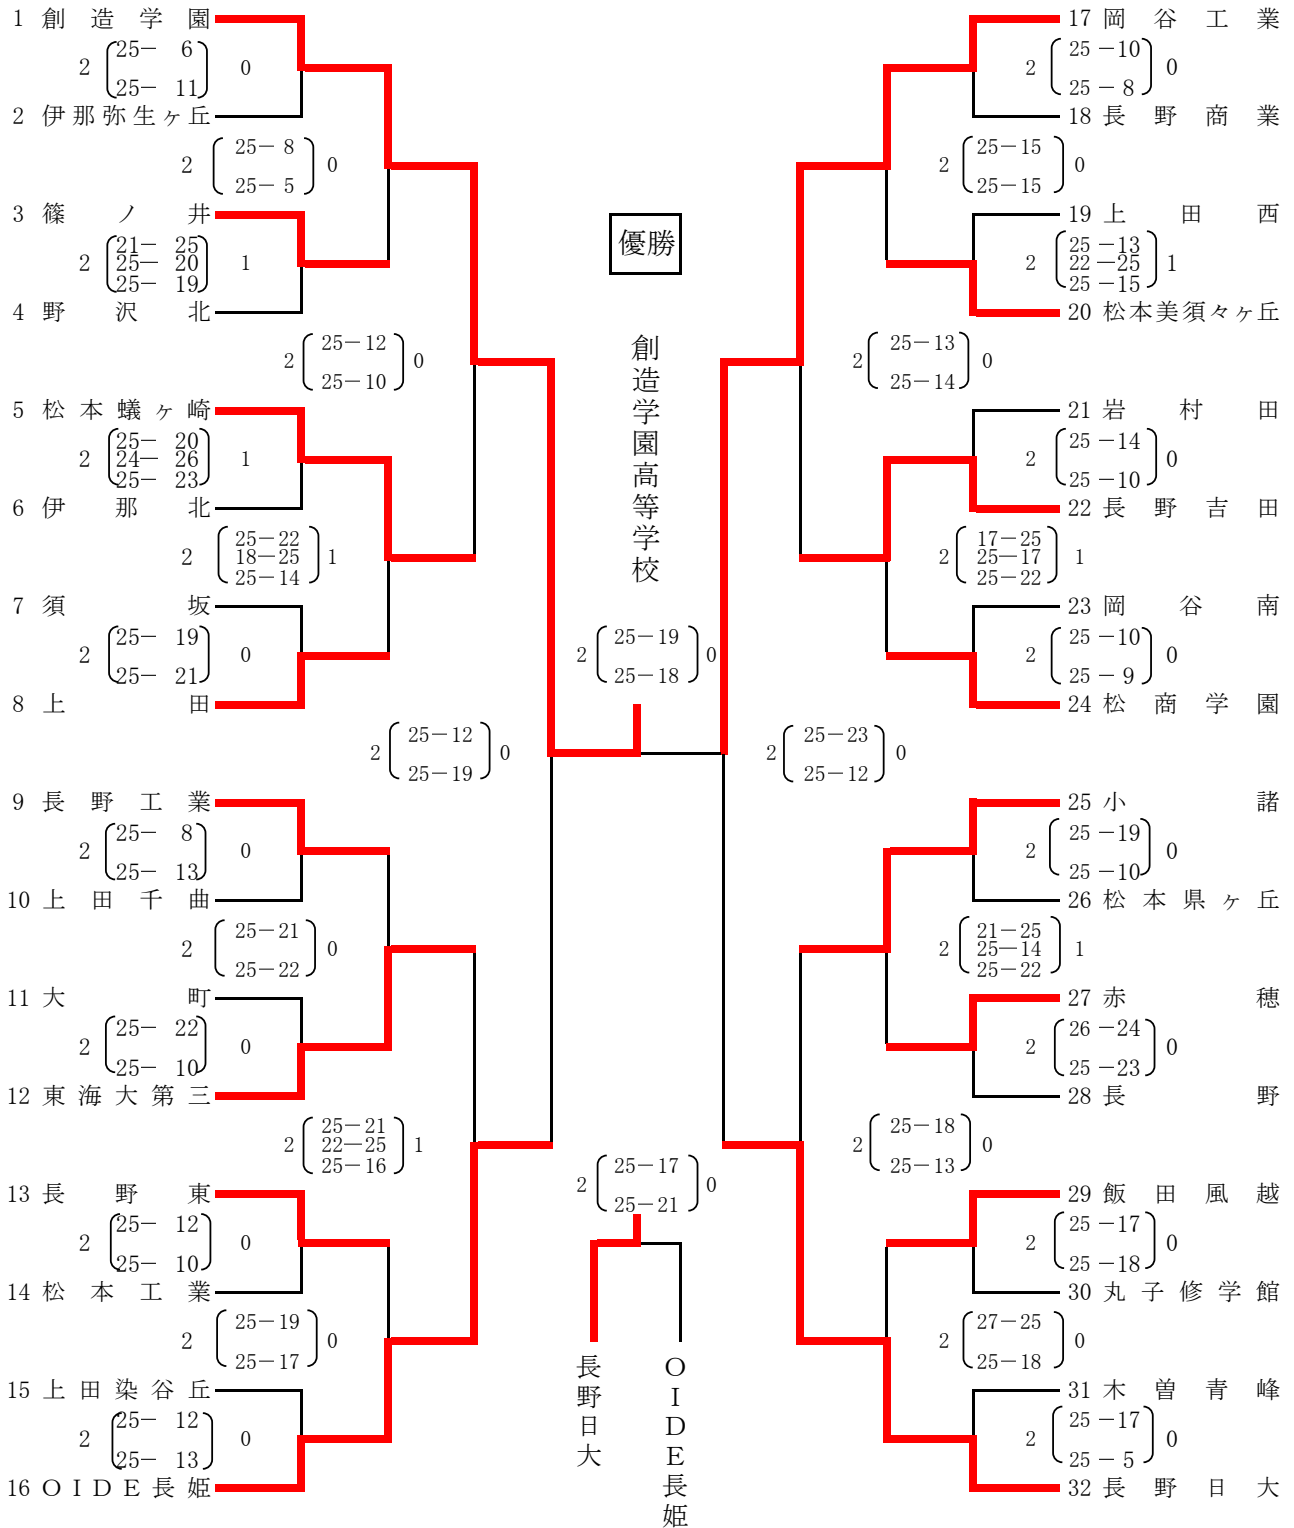 1 創造学園
2 25－ 6 0
25－ 11
2 伊那弥生ヶ丘
2 25－ 8 0
25－ 5
3 篠ノ井
2 21－ 25 1
25－ 20
25－ 19
4 野沢北
2 25－12 0
25－10
5 松本蟻ヶ崎
2 25－ 20 1
24－ 26
25－ 23
6 伊那北
2 25－22 1
18－25
25－14
7 須坂
2 25－ 19 0
25－ 21
8 上田
2 25－12 0
25－19
9 長野工業
2 25－ 8 0
25－ 13
10 上田千曲
2 25－21 0
25－22
11 大町
2 25－ 22 0
25－ 10
12 東海大第三
2 25－21 1
22－25
25－16
13 長野東
2 25－ 12 0
25－ 10
14 松本工業
2 25－19 0
25－17
15 上田染谷丘
2 25－ 12 0
25－ 13
16 ＯＩＤＥ長姫
優勝
創造学園高等学校
2 25－19 0
25－18
2 25－17 0
25－21
長野日大
ＯＩＤＥ長姫
17 岡谷工業
2 25 －10 0
25 － 8
18 長野商業
2 25－15 0
25－15
19 上田西
2 25 －13 1
22 －25
25 －15
20 松本美須々ヶ丘
2 25－13 0
25－14
21 岩村田
2 25 －14 0
25 －10
22 長野吉田
2 17－25 1
25－17
25－22
23 岡谷南
2 25 －10 0
25 － 9
24 松商学園
2 25－23 0
25－12
25 小諸
2 25 －19 0
25 －10
26 松本県ヶ丘
2 21－25 1
25－14
25－22
27 赤穂
2 26 －24 0
25 －23
28 長野
2 25－18 0
25－13
29 飯田風越
2 25 －17 0
25 －18
30 丸子修学館
2 27－25 0
25－18
31 木曽青峰
2 25 －17 0
25 － 5
32 長野日大